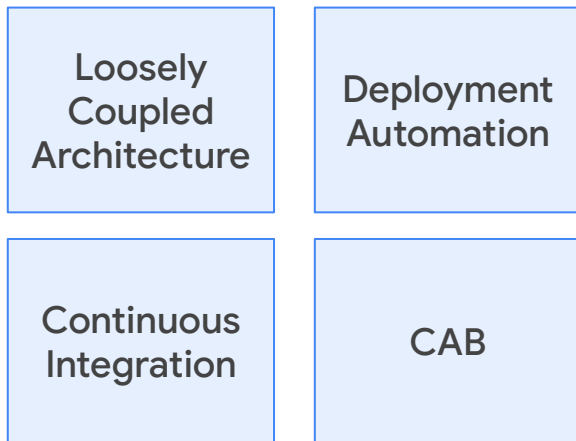 Loosely
Coupled
Architecture
Deployment
Automation
Continuous
Integration
CAB